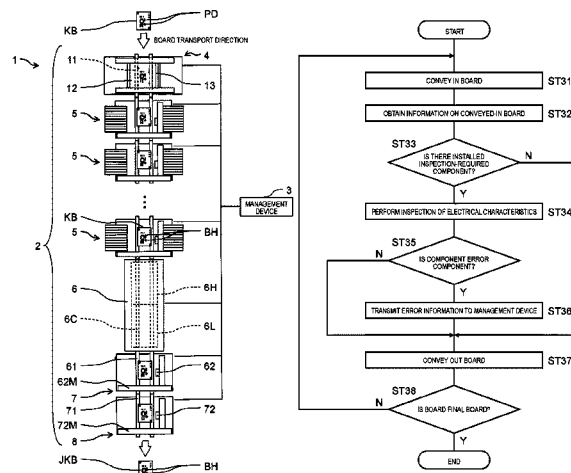 KB
PD
BOARD TRANSPORT DIRECTION
1
11
12
4
13
5
5
3
MANAGEMENT DEVICE
KB
2
5
BH
6
6H
6C
6L
61
62
62M
7
71
72
72M
8
JKB
BH
START
CONVEY IN BOARD
ST31
OBTAIN INFORMATION ON CONVEYED-IN BOARD
ST32
ST33
IS THERE INSTALLED INSPECTION-REQUIRED COMPONENT?
N
Y
PERFORM INSPECTION OF ELECTRICAL CHARACTERISTICS
ST34
ST35
N
IS COMPONENT ERROR COMPONENT?
Y
TRANSMIT ERROR INFORMATION TO MANAGEMENT DEVICE
ST36
CONVEY OUT BOARD
ST37
ST38
N
IS BOARD FINAL BOARD?
Y
END